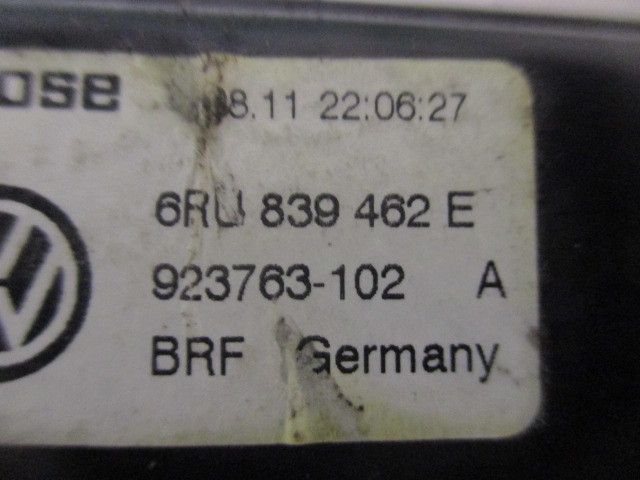 ose 8.11 22:06:27
6RU 839 462 E
923763-102 A
BRF Germany